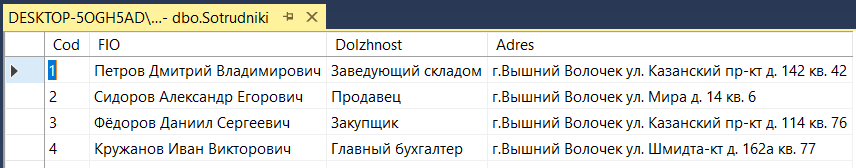 DESKTOP-5OGH5AD\...- dbo.Sotrudniki
Cod FIO Dolzhnost Adres
1 Петров Дмитрий Владимирович Заведующий складом г.Вышний Волочек ул. Казанский пр-кт д. 142 кв. 42
2 Сидоров Александр Егорович Продавец г.Вышний Волочек ул. Мира д. 14 кв. 6
3 Фёдоров Даниил Сергеевич Закупщик г.Вышний Волочек ул. Казанский пр-кт д. 114 кв. 76
4 Кружанов Иван Викторович Главный бухгалтер г.Вышний Волочек ул. Шмидта-кт д. 162а кв. 77